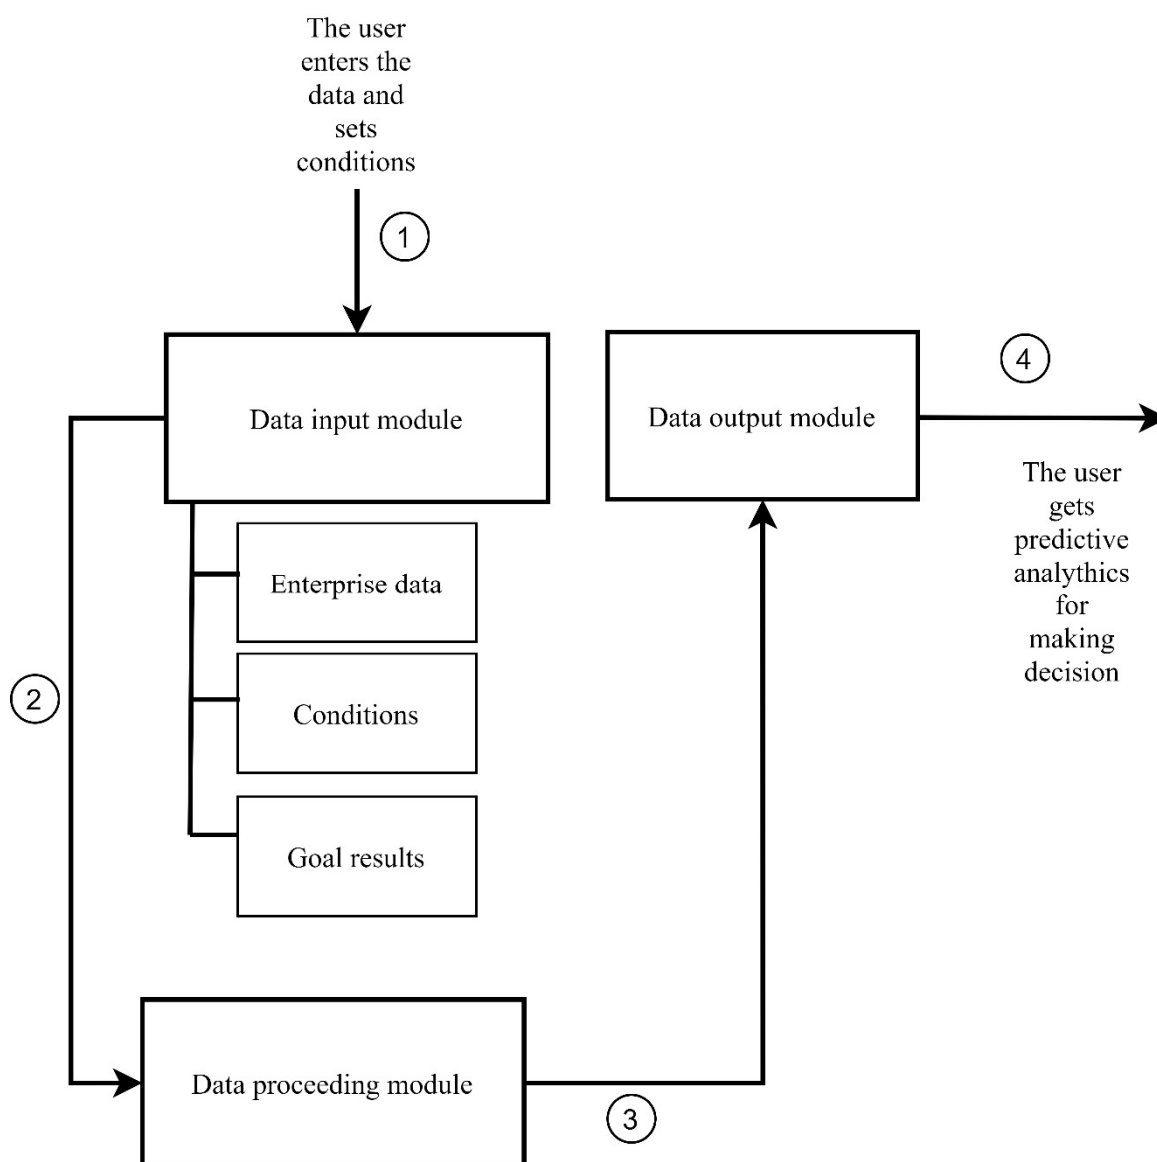 The user
enters the
data and
sets
conditions
1
Data input module
Data output module
4
The user
gets
predictive
analythics
for
making
decision
Enterprise data
2
Conditions
Goal results
Data proceeding module
3